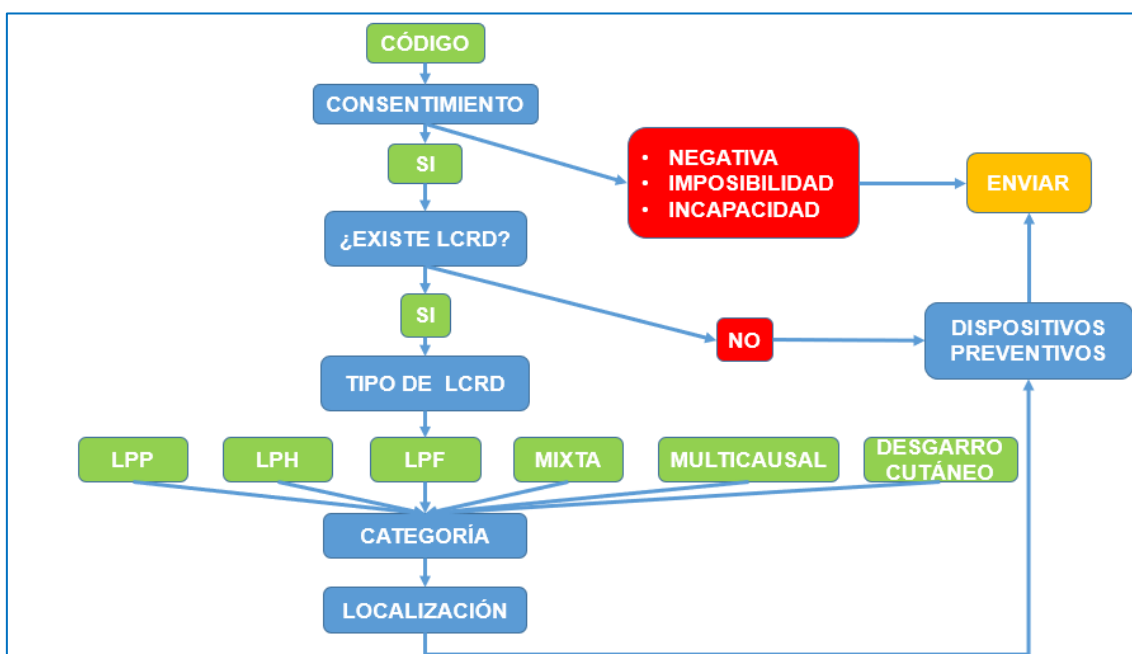 CÓDIGO
CONSENTIMIENTO
SI
• NEGATIVA
• IMPOSIBILIDAD
• INCAPACIDAD
ENVIAR
¿EXISTE LCRD?
SI
NO
DISPOSITIVOS
PREVENTIVOS
TIPO DE LCRD
LPP
LPH
LPF
MIXTA
MULTICAUSAL
DESGARRO
CUTÁNEO
CATEGORÍA
LOCALIZACIÓN